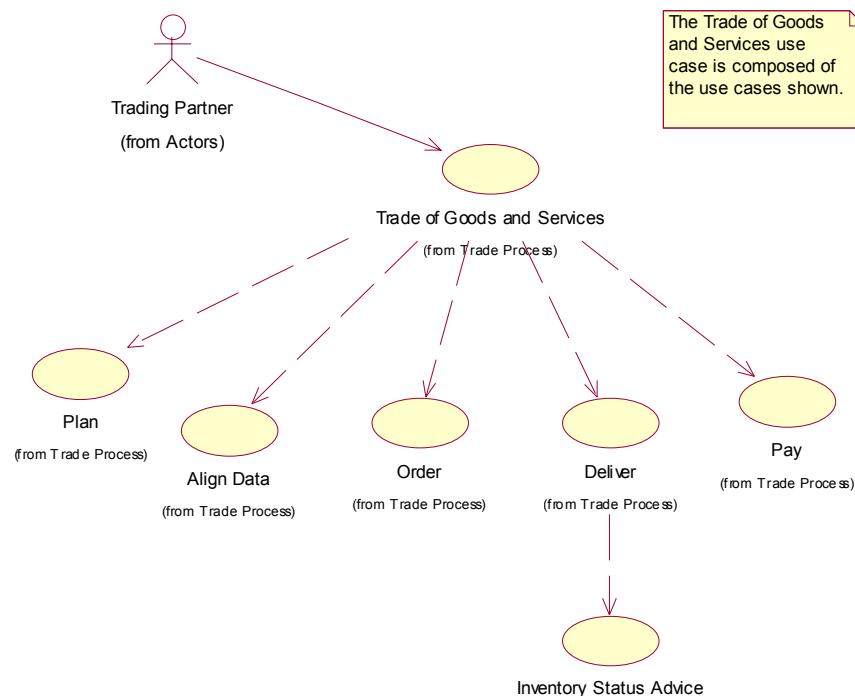 The Trade of Goods
and Services use
case is composed of
the use cases shown.
Trading Partner
(from Actors)
Trade of Goods and Services
(from Trade Process)
Plan
(from Trade Process)
Align Data
(from Trade Process)
Order
(from Trade Process)
Deliver
(from Trade Process)
Pay
(from Trade Process)
Inventory Status Advice